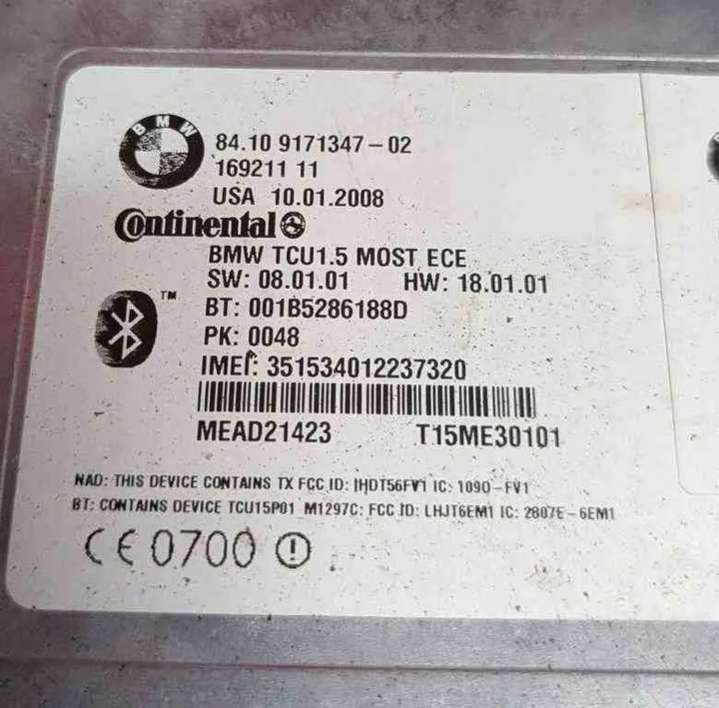 BMW
84.10 9171347-02
169211 11
USA 10.01.2008
Continental
BMW TCU1.5 MOST ECE
SW: 08.01.01 HW: 18.01.01
BT: 001B5286188D
™
PK: 0048
IMEI: 351534012237320
MEAD21423 T15ME30101
NAD: THIS DEVICE CONTAINS TX FCC ID: IHDT56FV1 IC: 1090-FV1
BT: CONTAINS DEVICE TCU15P01 M1297C: FCC ID: LHJT6EM1 IC: 2807E-6EM1
CE 0700